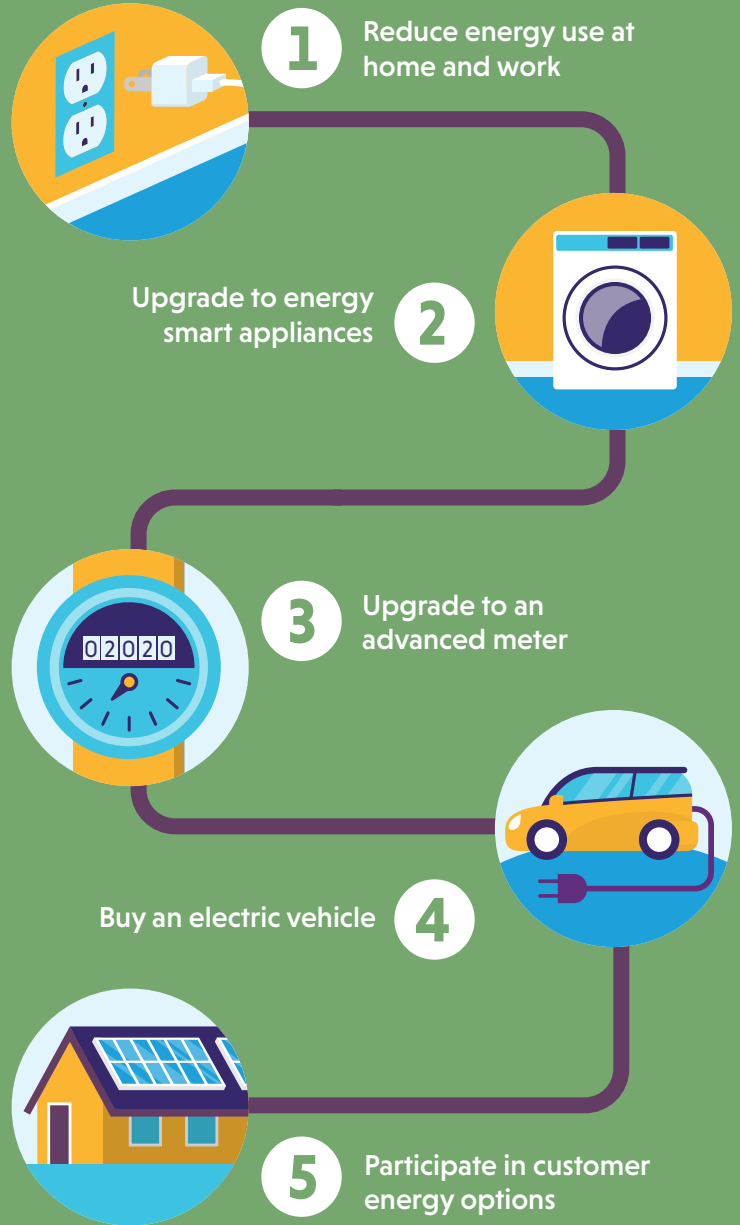 1
Reduce energy use at
home and work
Upgrade to energy
smart appliances
2
02020
3
Upgrade to an
advanced meter
Buy an electric vehicle
4
5
Participate in customer
energy options